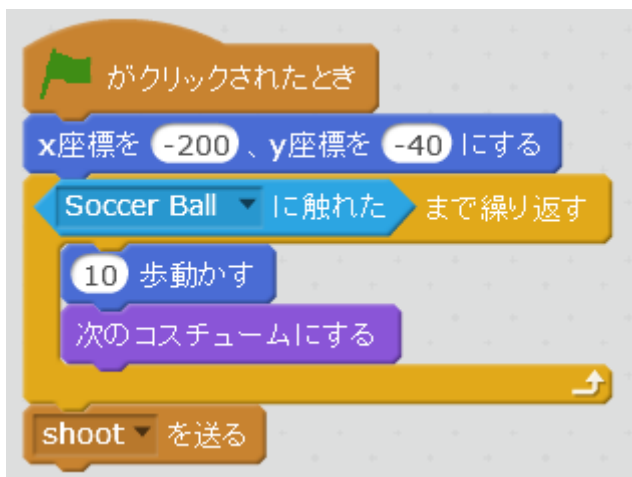 がクリックされたとき
x座標を -200 、y座標を -40 にする
Soccer Ball に触れた まで繰り返す
10 歩動かす
次のコスチュームにする
shoot を送る